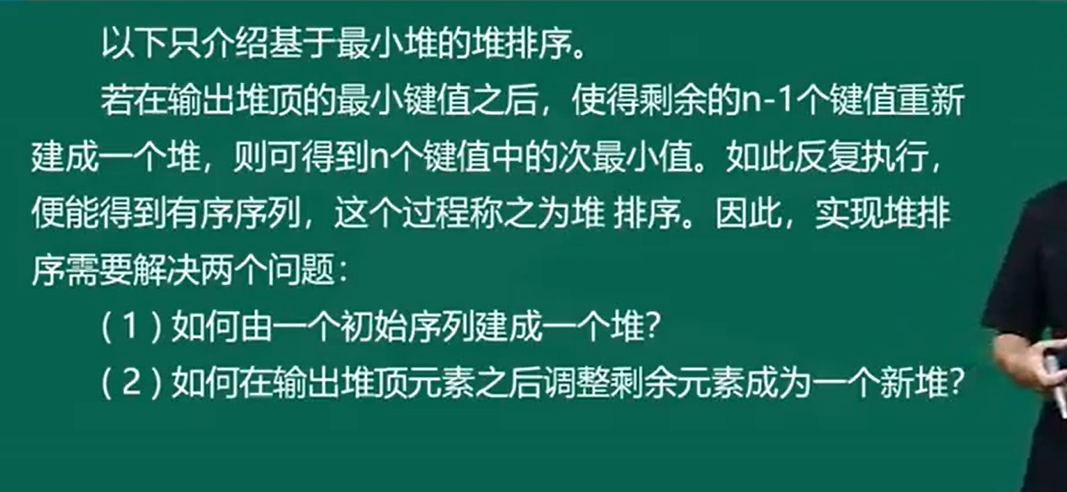 以下只介绍基于最小堆的堆排序。
若在输出堆顶的最小键值之后，使得剩余的n-1个键值重新
建成一个堆，则可得到n个键值中的次最小值。如此反复执行，
便能得到有序序列，这个过程称之为堆 排序。因此，实现堆排
序需要解决两个问题：
（1）如何由一个初始序列建成一个堆？
（2）如何在输出堆顶元素之后调整剩余元素成为一个新堆？